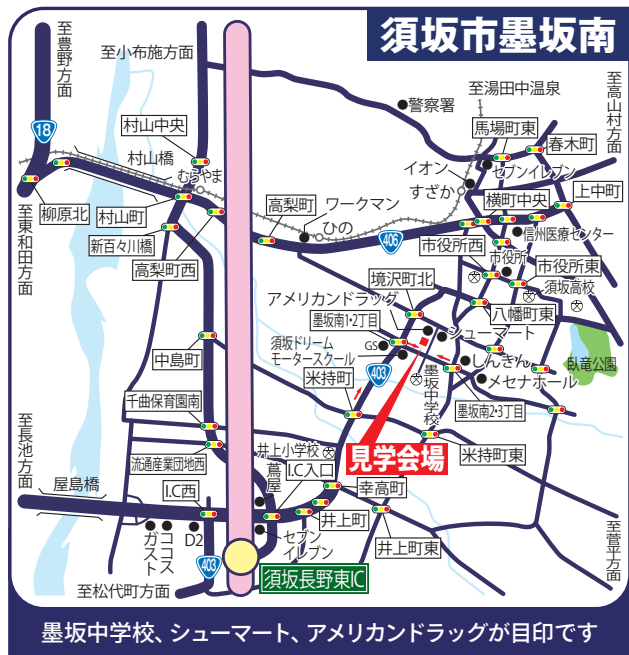 須坂市墨坂南
至豊野方面
至小布施方面
至湯田中温泉
至高山村方面
警察署
18
村山中央
馬場町東
春木町
村山橋
イオン
セブンイレブン
むらやま
すざか
柳原北
村山町
高梨町
ワークマン
横町中央
上中町
ひの
新百々川橋
406
市役所西
信州医療センター
至東和田方面
高梨町西
境沢町北
市役所
市役所東
須坂高校
アメリカンドラッグ
八幡町東
墨坂南1・2丁目
シューマート
中島町
須坂ドリーム
モータースクール
GS
しんきん
臥竜公園
403
メセナホール
米持町
墨坂中学校
千曲保育園南
墨坂南2・3丁目
至長池方面
井上小学校
見学会場
米持町東
流通産業団地西
蔦屋
屋島橋
I.C西
I.C入口
幸高町
井上町
井上町東
ガスト
ココス
D2
セブン
イレブン
至菅平方面
403
須坂長野東IC
至松代町方面
墨坂中学校、シューマート、アメリカンドラッグが目印です